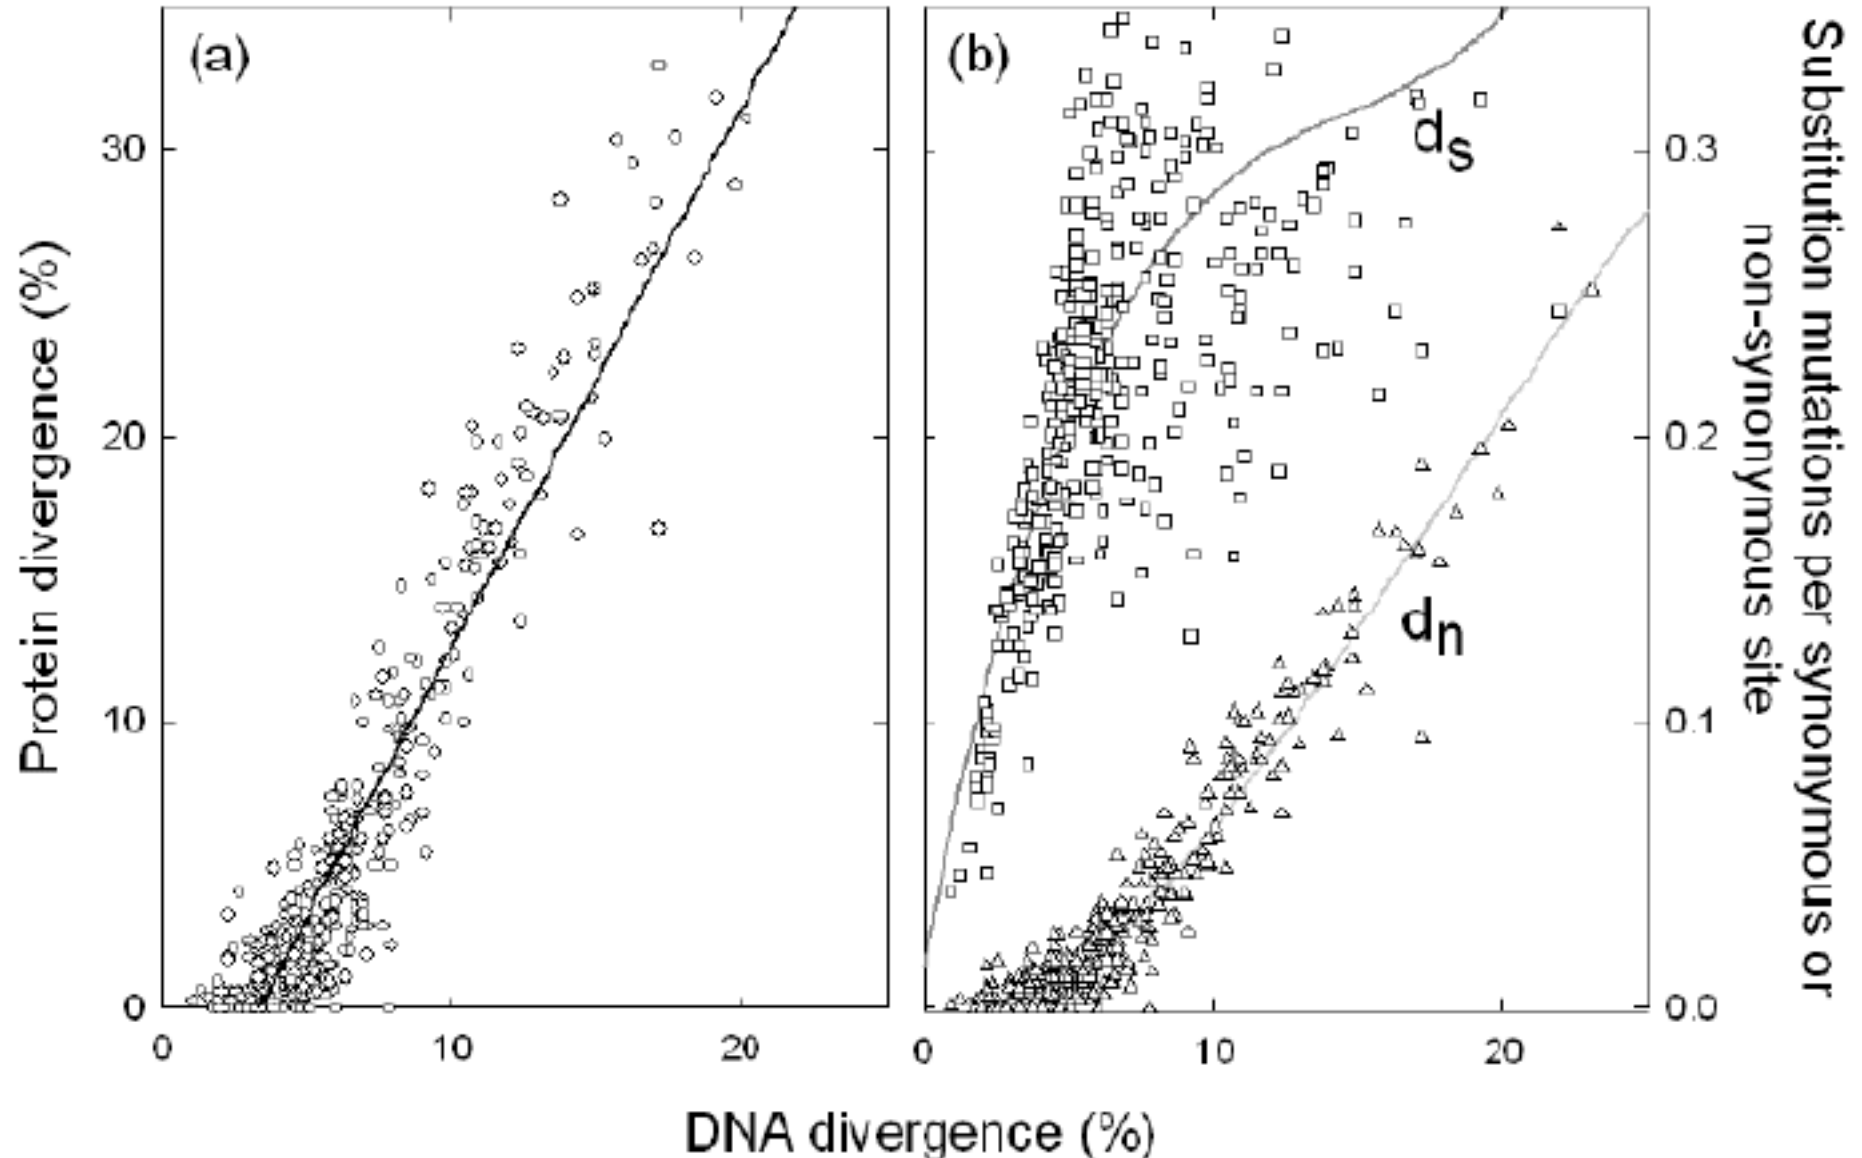 (a)
(b)
Protein divergence (%)
30
20
10
0
0
10
20
0
10
20
DNA divergence (%)
ds
dn
0.3
0.2
0.1
0.0
Substitution mutations per synonymous or
non-synonymous site